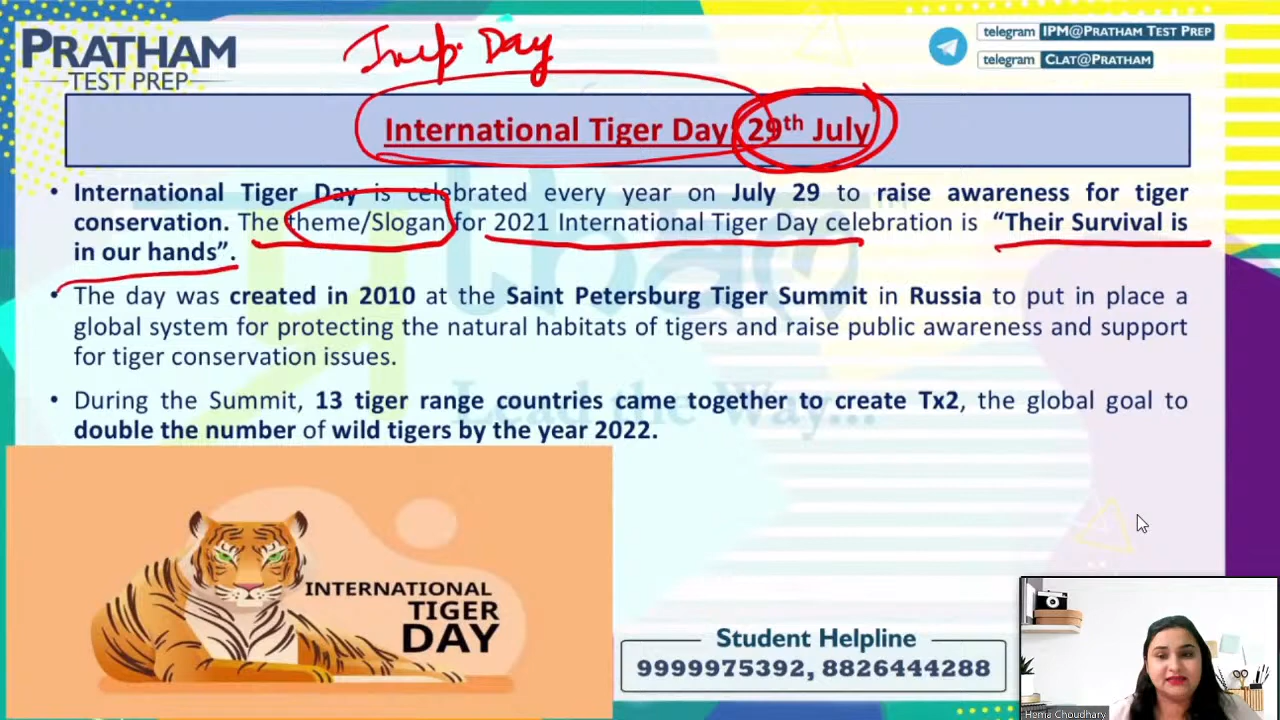 PRATHAM
TEST PREP
Imp. Day
telegram IPM@PRATHAM TEST PREP
telegram CLAT@PRATHAM
International Tiger Day: 29th July
• International Tiger Day is celebrated every year on July 29 to raise awareness for tiger
conservation. The theme/Slogan for 2021 International Tiger Day celebration is “Their Survival is
in our hands”.
• The day was created in 2010 at the Saint Petersburg Tiger Summit in Russia to put in place a
global system for protecting the natural habitats of tigers and raise public awareness and support
for tiger conservation issues.
• During the Summit, 13 tiger range countries came together to create Tx2, the global goal to
double the number of wild tigers by the year 2022.
Lead the Way...
INTERNATIONAL
TIGER
DAY
Student Helpline
9999975392, 8826444288
Hema Choudhary